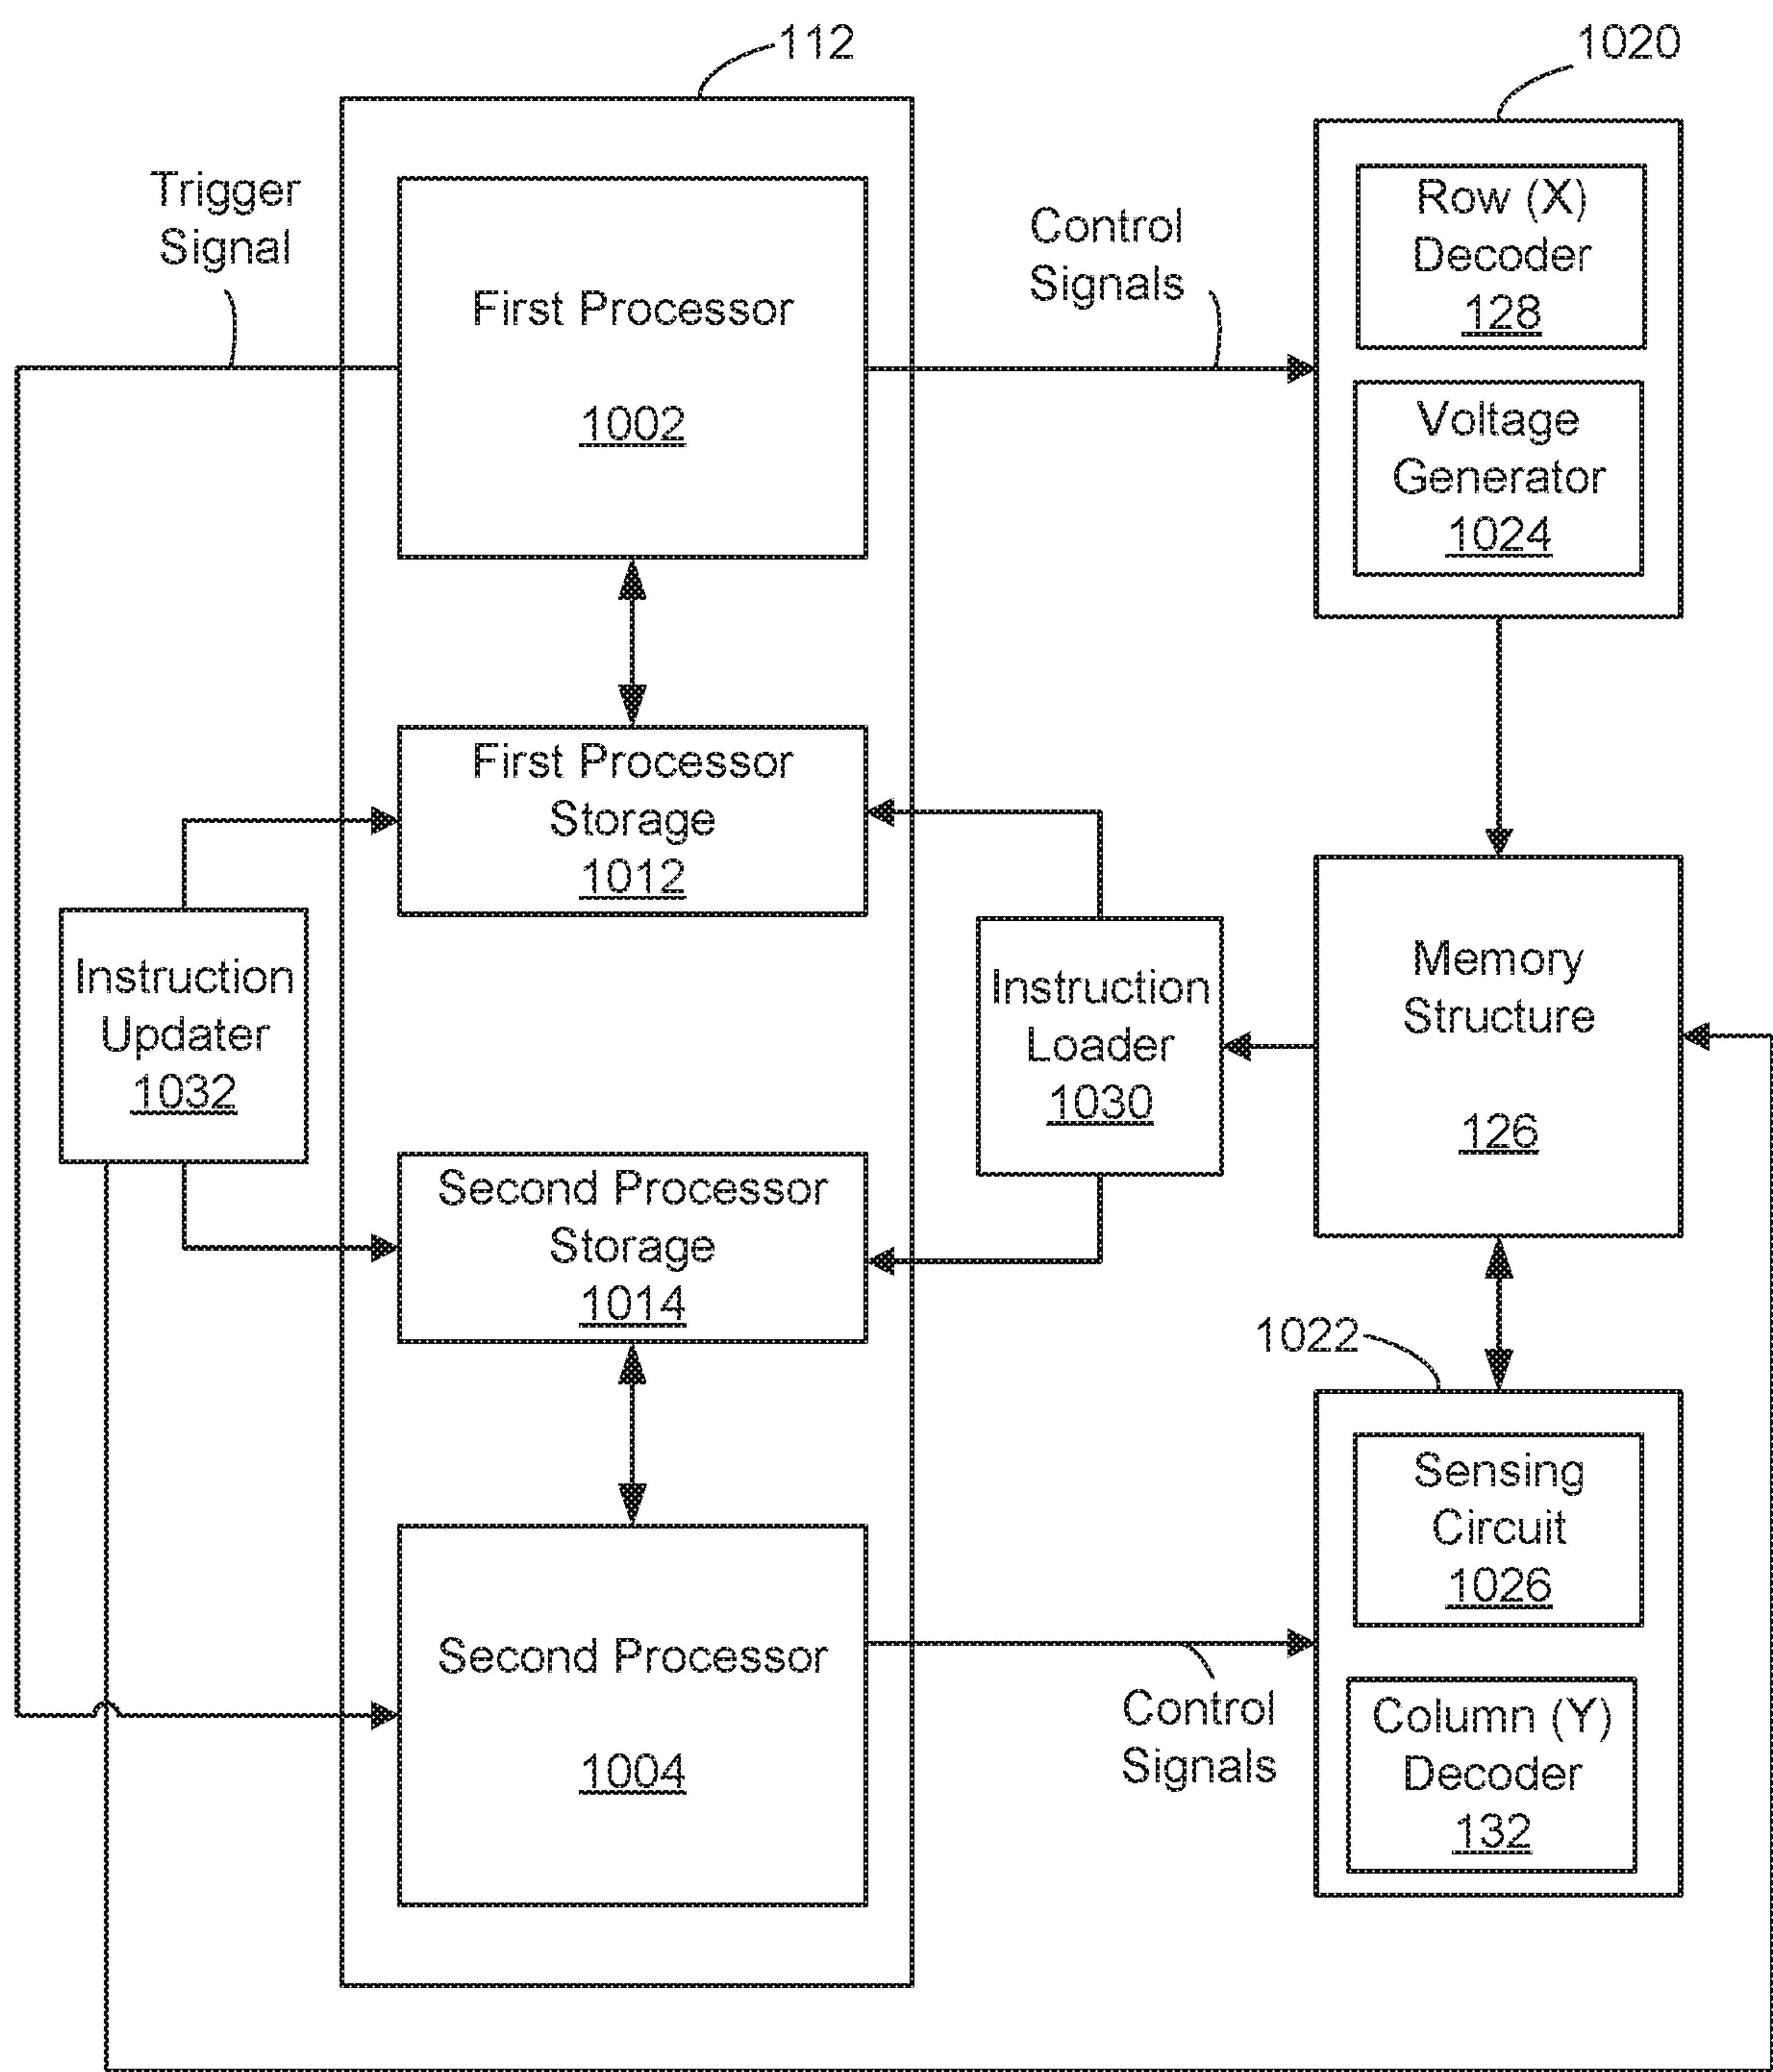 112
1020
Trigger
Signal
First Processor
1002
Control
Signals
Row (X)
Decoder
128
Voltage
Generator
1024
First Processor
Storage
1012
Instruction
Updater
1032
Instruction
Loader
1030
Memory
Structure
126
Second Processor
Storage
1014
1022
Second Processor
1004
Control
Signals
Sensing
Circuit
1026
Column (Y)
Decoder
132